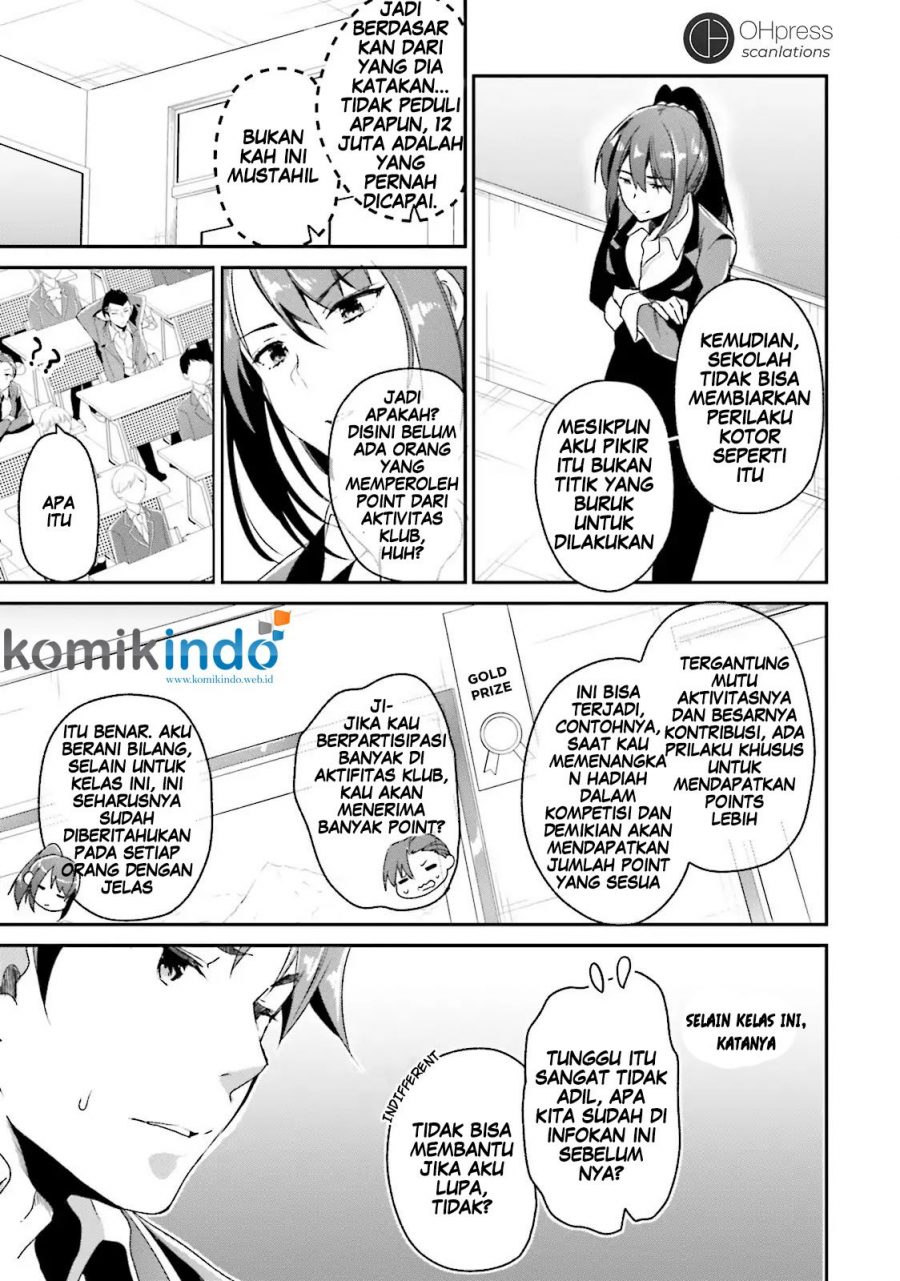 OHpress
scanlations
JADI
BERDASAR
KAN DARI
YANG DIA
KATAKAN...
TIDAK PEDULI
APAPUN, 12
JUTA ADALAH
YANG
PERNAH
DICAPAI.
BUKAN
KAH INI
MUSTAHIL
KEMUDIAN,
SEKOLAH
TIDAK BISA
MEMBIARKAN
PERILAKU
KOTOR
SEPERTI
ITU
MESIKPUN
AKU PIKIR
ITU BUKAN
TITIK YANG
BURUK
UNTUK
DILAKUKAN
JADI
APAKAH?
DISINI BELUM
ADA ORANG
YANG
MEMPEROLEH
POINT DARI
AKTIVITAS
KLUB,
HUH?
? ? ?
APA
ITU
komikindo
www.komikindo.web.id
TERGANTUNG
MUTU
AKTIVITASNYA
DAN BESARNYA
KONTRIBUSI, ADA
PRILAKU KHUSUS
UNTUK
MENDAPATKAN
POINTS
LEBIH
INI BISA
TERJADI,
CONTOHNYA,
SAAT KAU
MEMENANGKA
N HADIAH
DALAM
KOMPETISI DAN
DEMIKIAN AKAN
MENDAPATKAN
JUMLAH POINT
YANG SESUA
GOLD
PRIZE
JI-
JIKA KAU
BERPARTISIPASI
BANYAK DI
AKTIFITAS KLUB,
KAU AKAN
MENERIMA
BANYAK POINT?
ITU BENAR. AKU
BERANI BILANG,
SELAIN UNTUK
KELAS INI, INI
SEHARUSNYA
SUDAH
DIBERITAHUKAN
PADA SETIAP
ORANG DENGAN
JELAS
SELAIN KELAS INI,
KATANYA
TUNGGU ITU
SANGAT TIDAK
ADIL, APA
KITA SUDAH DI
INFOKAN INI
SEBELUM
NYA?
INDIFFERENT
TIDAK BISA
MEMBANTU
JIKA AKU
LUPA,
TIDAK?